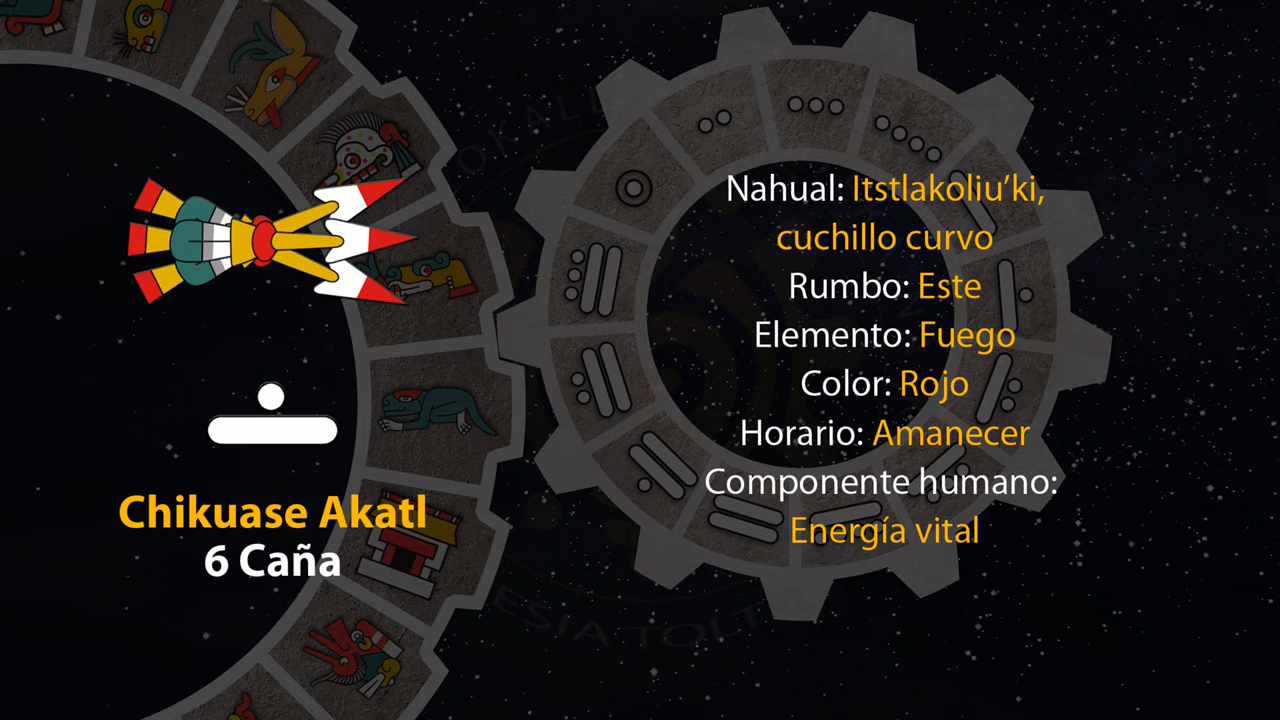 Chikuase Akatl
6 Caña
Nahual: Itstlakoliu’ki,
cuchillo curvo
Rumbo: Este
Elemento: Fuego
Color: Rojo
Horario: Amanecer
Componente humano:
Energía vital